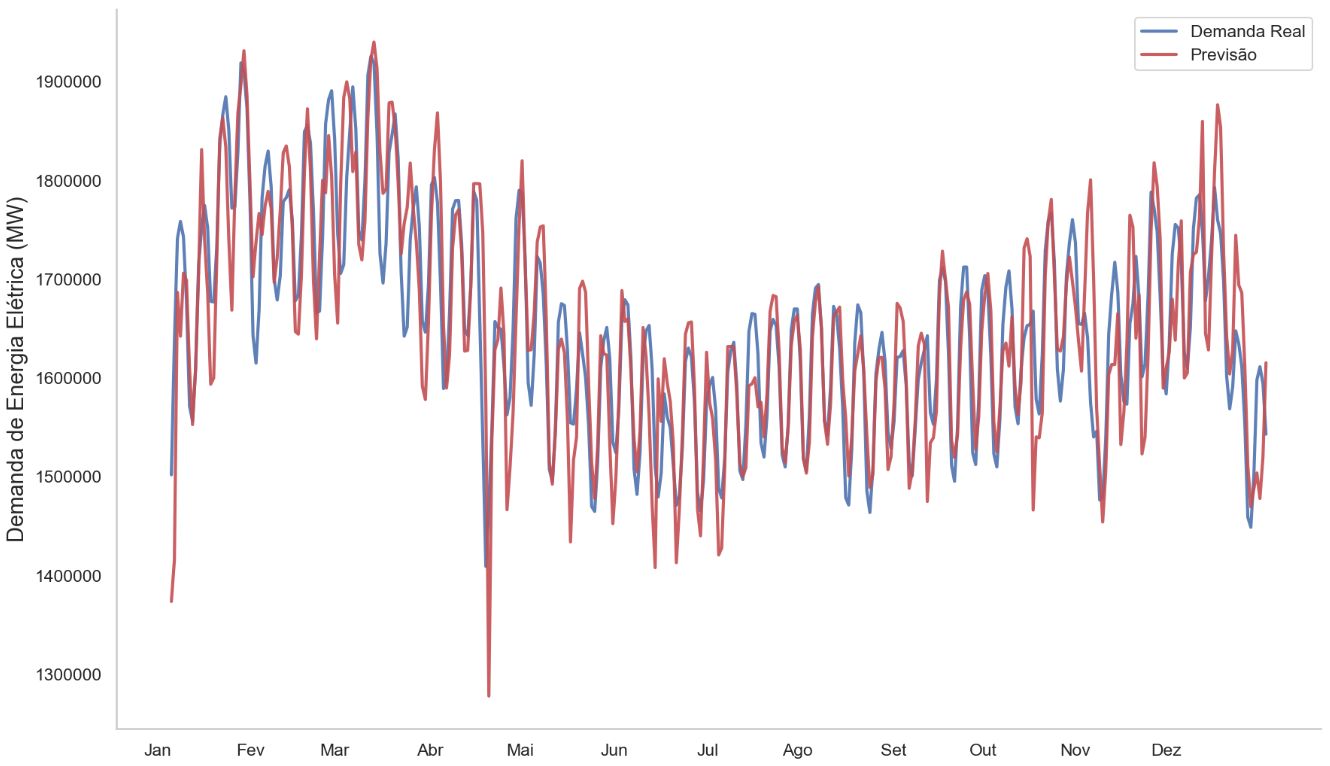 Demanda Real
Previsão
Demanda de Energia Elétrica (MW)
1900000
1800000
1700000
1600000
1500000
1400000
1300000
Jan Fev Mar Abr Mai Jun Jul Ago Set Out Nov Dez